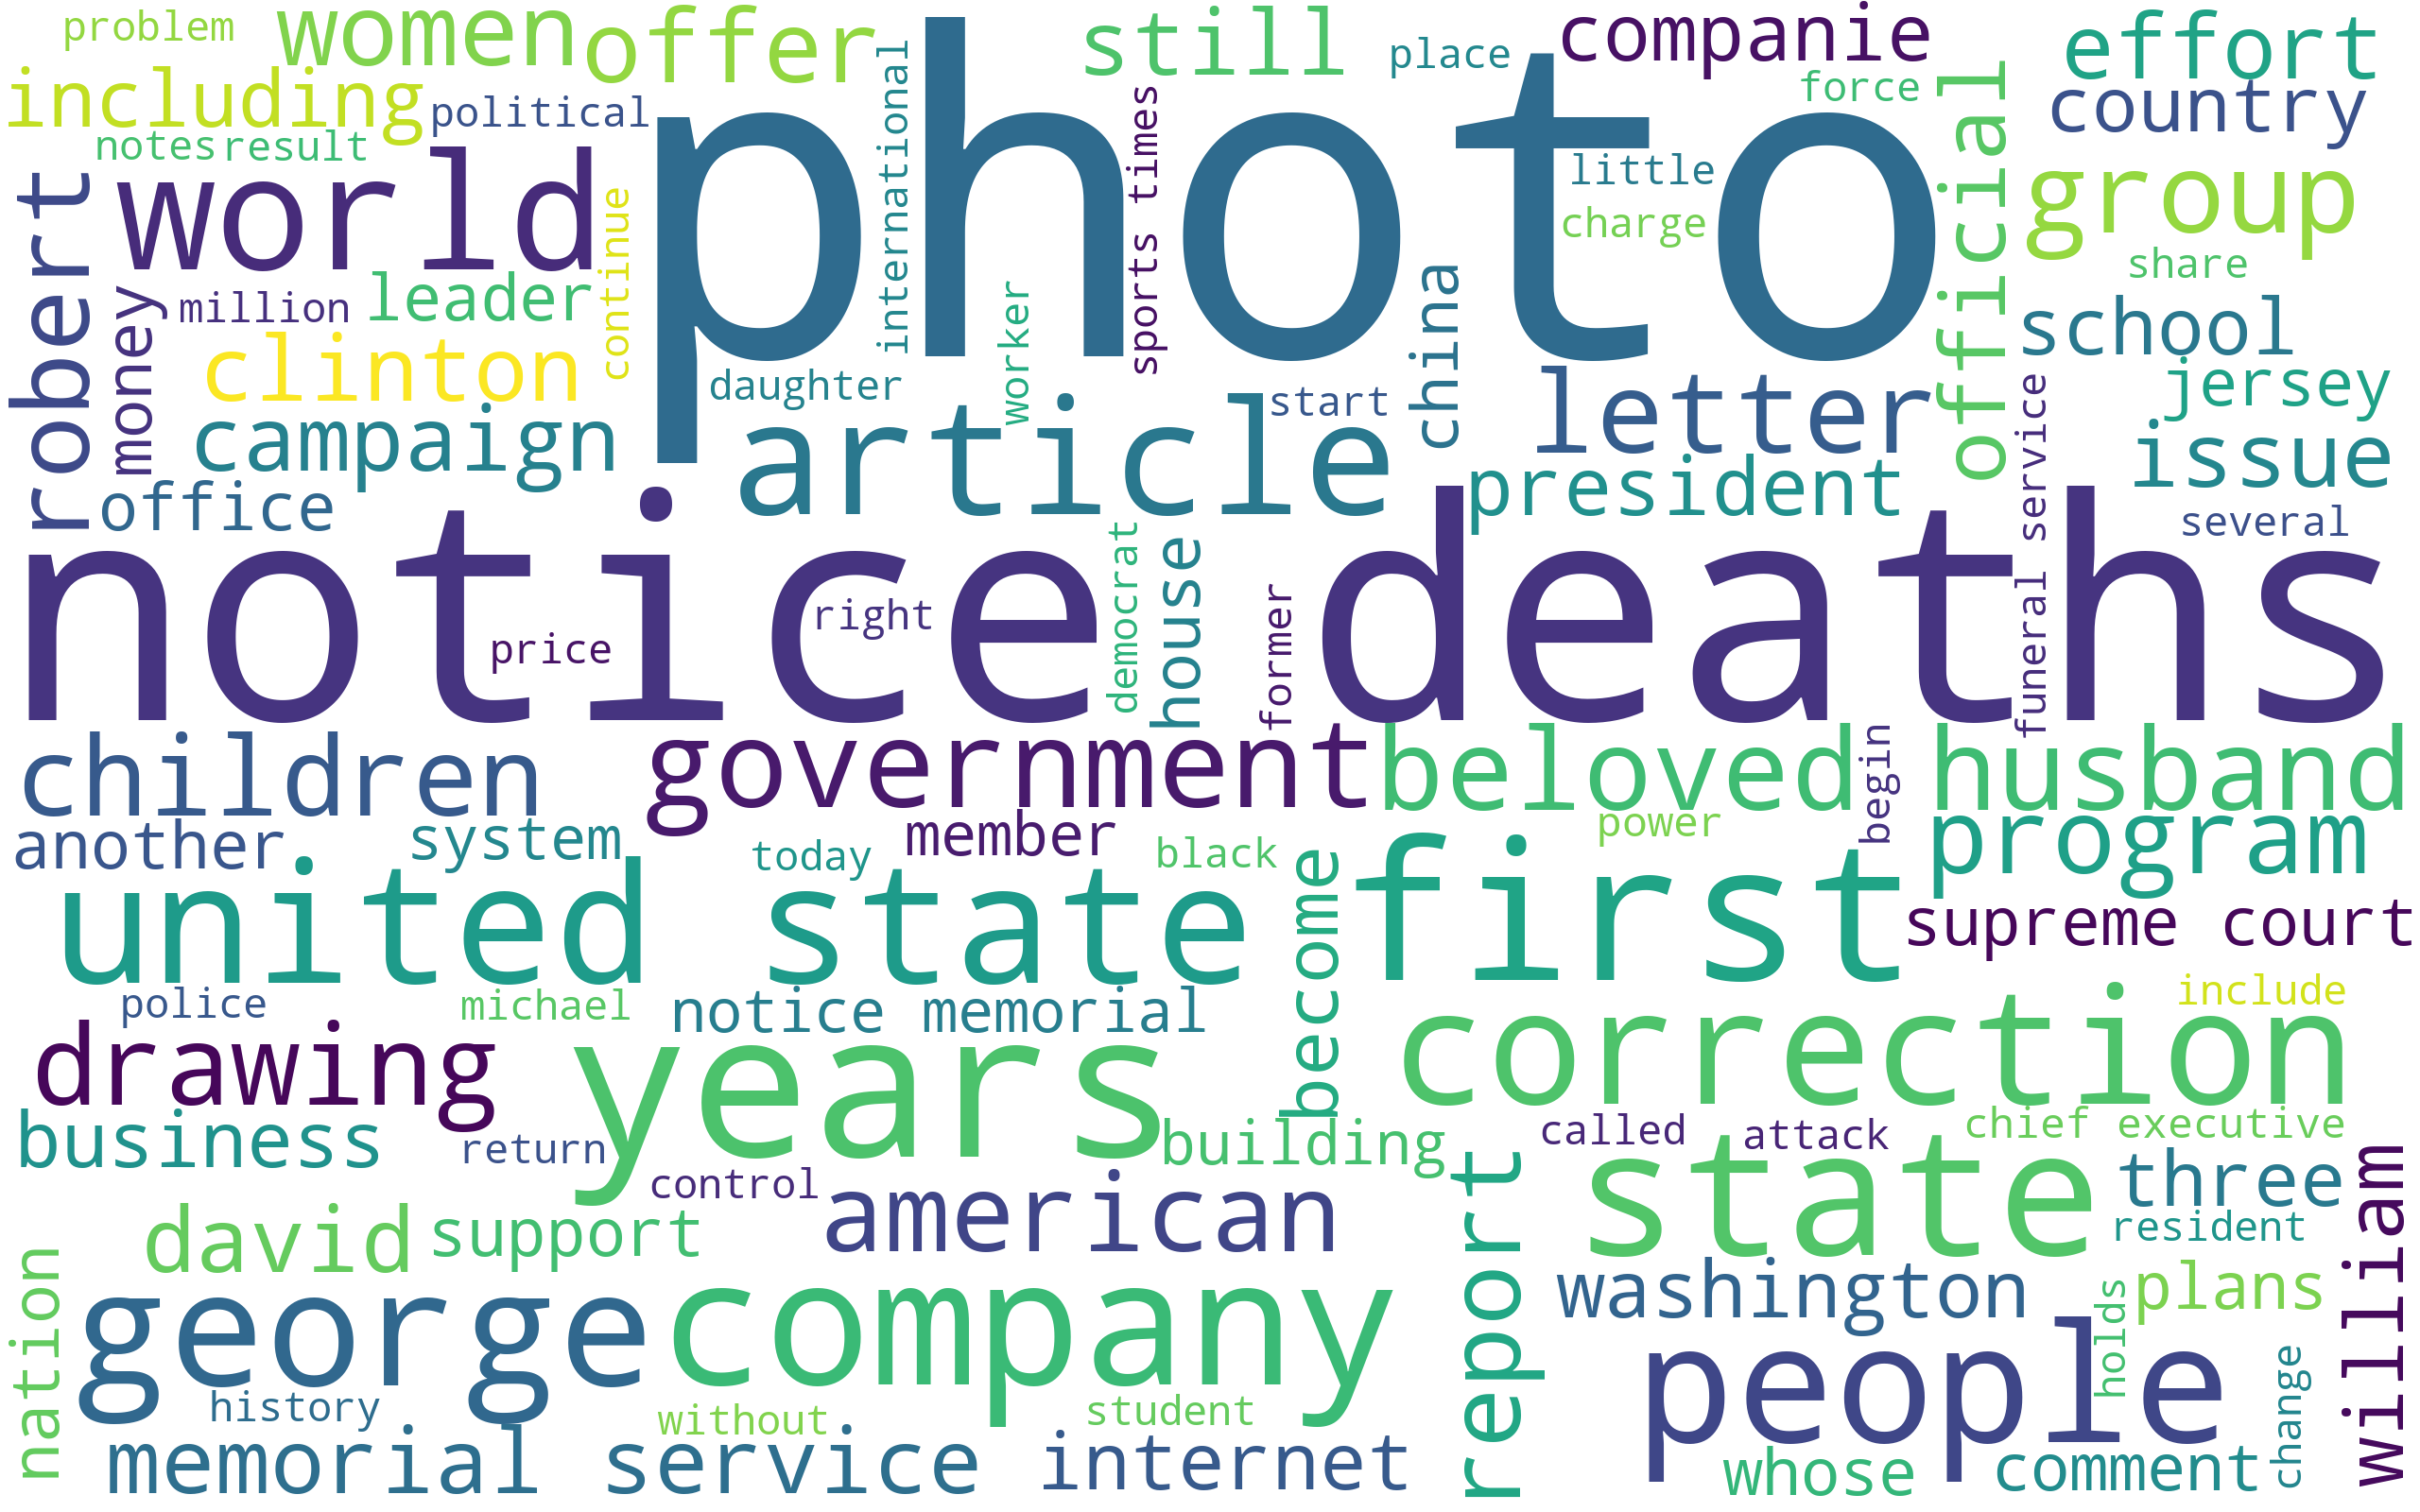 problem
women
offer
still
place
companie
effort
including
political
international
sports times
force
official
country
notes
result
photo
little
group
robert
world
continue
charge
share
money
million
leader
worker
china
school
clinton
daughter
start
letter
service
jersey
campaign
article
president
issue
office
several
notice deaths
price
right
democrat
house
former
funeral service
children
government
beloved husband
begin
another
system
today
member
black
become
power
program
united state
first
supreme court
police
michael
notice memorial
include
drawing
years
correction
business
return
building
called
attack
chief executive
control
report
state
three
william
david
support
american
resident
nation
george
company
washington
holds
plans
history
without
student
people
change
memorial service
internet
whose
comment